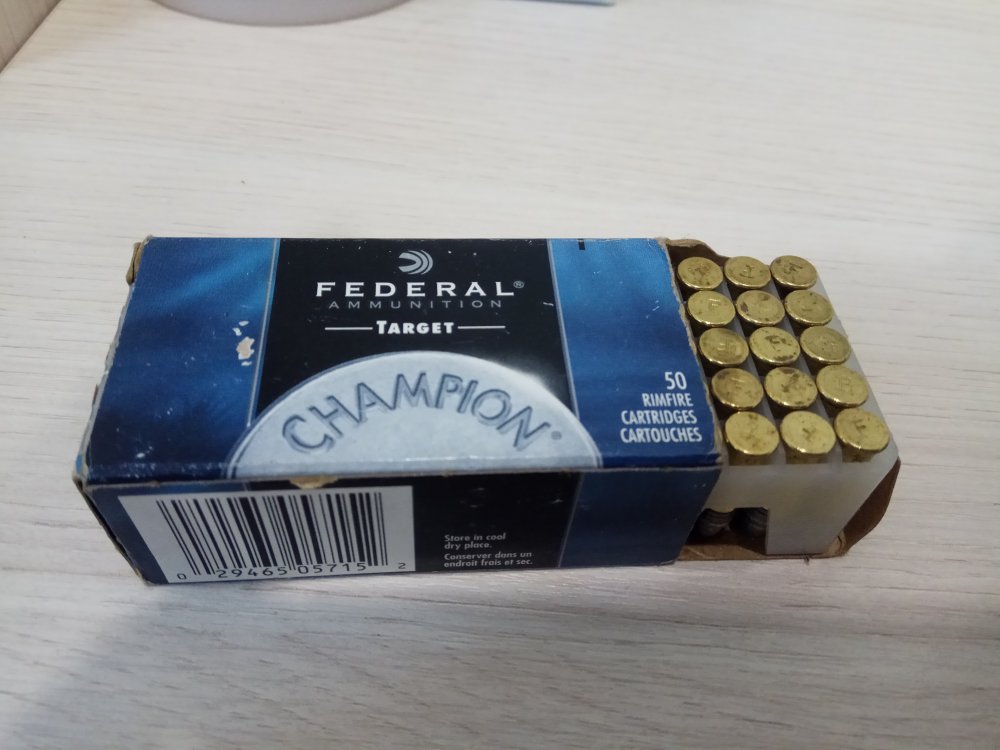 FEDERAL®
AMMUNITION
TARGET
CHAMPION®
50
RIMFIRE
CARTRIDGES
CARTOUCHES
Store in cool
dry place.
Conserver dans un
endroit frais et sec.
0 29465 05715 2